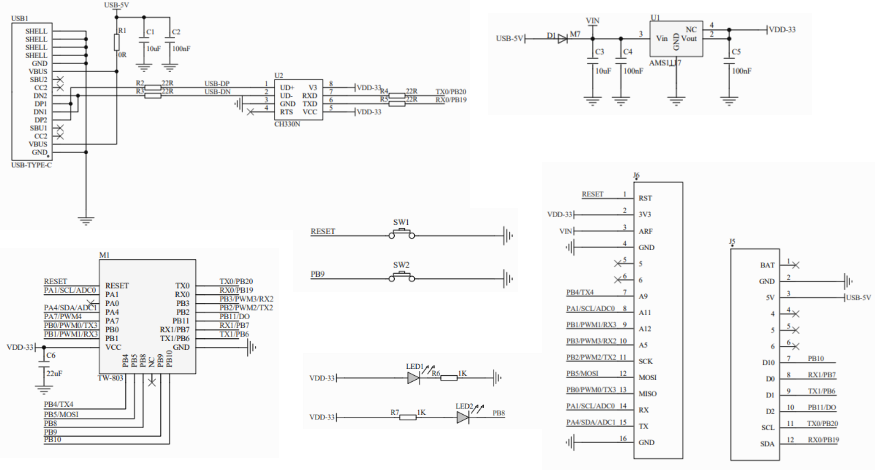 USB1
SHELL
SHELL
SHELL
SHELL
GND
VBUS
SBU2
CC2
DN2
DP1
DN1
DP2
SBU1
CC2
VBUS
GND
USB-TYPE-C
USB-5V
R1
0R
C1
10uF
C2
100nF
R2 22R USB-DP
22R USB-DN
U2
1 UD+ V3 8 VDD-33
2 UD- RXD 7 R4 22R TX0/PB20
3 GND TXD 6 R5 22R RX0/PB19
4 RTS VCC 5 VDD-33
CH330N
USB-5V D1 M7
VIN
C3
10uF
C4
100nF
U1
3 Vin GND NC 4
Vout 2
AMS1117
VDD-33
C5
100nF
RESET SW1
PB9 SW2
M1
RESET RESET TX0 TX0/PB20
PA1/SCL/ADC0 PA1 RX0 RX0/PB19
PA0 PB3 PB3/PWM3/RX2
PA4/SDA/ADC1 PA4 PB2 PB2/PWM2/TX2
PA7/PWM4 PA7 PB11 PB11/DO
PB0/PWM0/TX3 PB0 RX1/PB7 RX1/PB7
PB1/PWM1/RX3 PB1 TX1/PB6 TX1/PB6
VDD-33 VCC GND
PB4 PB5 PB8 NC PB9 PB10
C6
22uF
TW-803
PB4/TX4
PB5/MOSI
PB8
PB9
PB10
VDD-33 LED1 R6 1K
VDD-33 R7 1K LED2 PB8
J6
RESET 1 RST
VDD-33 2 3V3
VIN 3 ARF
4 GND
5 5
6 6
PB4/TX4 7 A9
PA1/SCL/ADC0 8 A11
PB1/PWM1/RX3 9 A12
PB3/PWM3/RX2 10 A5
PB2/PWM2/TX2 11 SCK
PB5/MOSI 12 MOSI
PB0/PWM0/TX3 13 MISO
PA1/SCL/ADC0 14 RX
PA4/SDA/ADC1 15 TX
16 GND
J5
BAT 1
GND 2
5V 3 USB-5V
4 4
5 5
6 6
D10 7 PB10
D0 8 RX1/PB7
D1 9 TX1/PB6
D2 10 PB11/DO
SCL 11 TX0/PB20
SDA 12 RX0/PB19